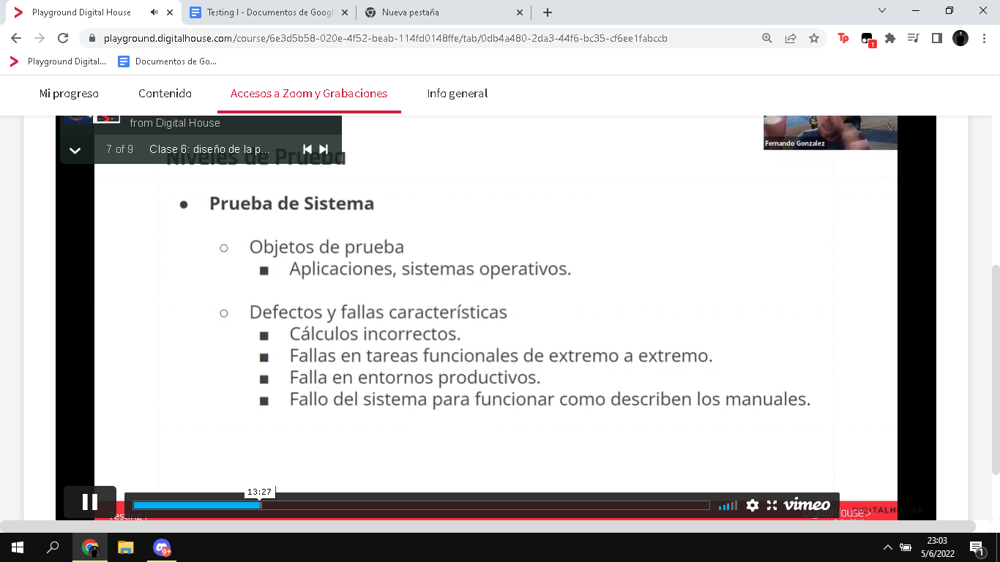 Playground Digital House
Testing I - Documentos de Googl
Nueva pestaña
playground.digitalhouse.com/course/6e3d5b58-020e-4f52-beab-114fd0148ffe/tab/0db4a480-2da3-44f6-bc35-cf6ee1fabccb
Tp
1
Playground Digital...
Documentos de Go...
Mi progreso
Contenido
Accesos a Zoom y Grabaciones
Info general
from Digital House
7 of 9
Clase 6: diseño de la p...
Fernando Gonzalez
Niveles de Prueba
● Prueba de Sistema
○ Objetos de prueba
■ Aplicaciones, sistemas operativos.
○ Defectos y fallas características
■ Cálculos incorrectos.
■ Fallas en tareas funcionales de extremo a extremo.
■ Falla en entornos productivos.
■ Fallo del sistema para funcionar como describen los manuales.
13:27
vimeo
Testing I
DigitalHouse>
DIGITALHOUSE
9+
23:03
5/6/2022
1